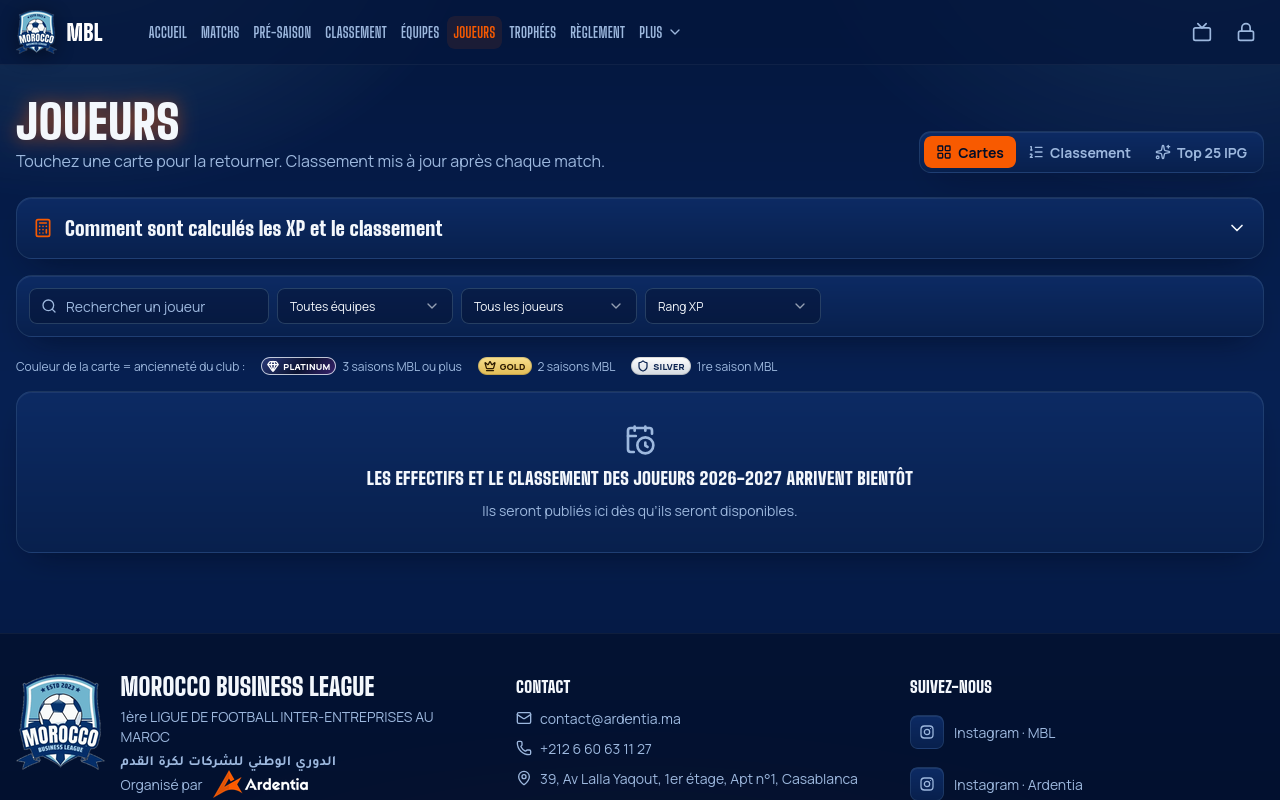 MBL
ACCUEIL MATCHS PRÉ-SAISON CLASSEMENT ÉQUIPES JOUEURS TROPHÉES RÈGLEMENT PLUS
JOUEURS
Touchez une carte pour la retourner. Classement mis à jour après chaque match.
Cartes Classement Top 25 IPG
Comment sont calculés les XP et le classement
Rechercher un joueur Toutes équipes Tous les joueurs Rang XP
Couleur de la carte = ancienneté du club : PLATINUM 3 saisons MBL ou plus GOLD 2 saisons MBL SILVER 1re saison MBL
LES EFFECTIFS ET LE CLASSEMENT DES JOUEURS 2026-2027 ARRIVENT BIENTÔT
Ils seront publiés ici dès qu'ils seront disponibles.
ESTD 2023
MOROCCO
BUSINESS LEAGUE
MOROCCO BUSINESS LEAGUE
1ère LIGUE DE FOOTBALL INTER-ENTREPRISES AU
MAROC
الدوري الوطني للشركات لكرة القدم
Organisé par Ardentia
CONTACT
contact@ardentia.ma
+212 6 60 63 11 27
39, Av Lalla Yaqout, 1er étage, Apt n°1, Casablanca
SUIVEZ-NOUS
Instagram · MBL
Instagram · Ardentia